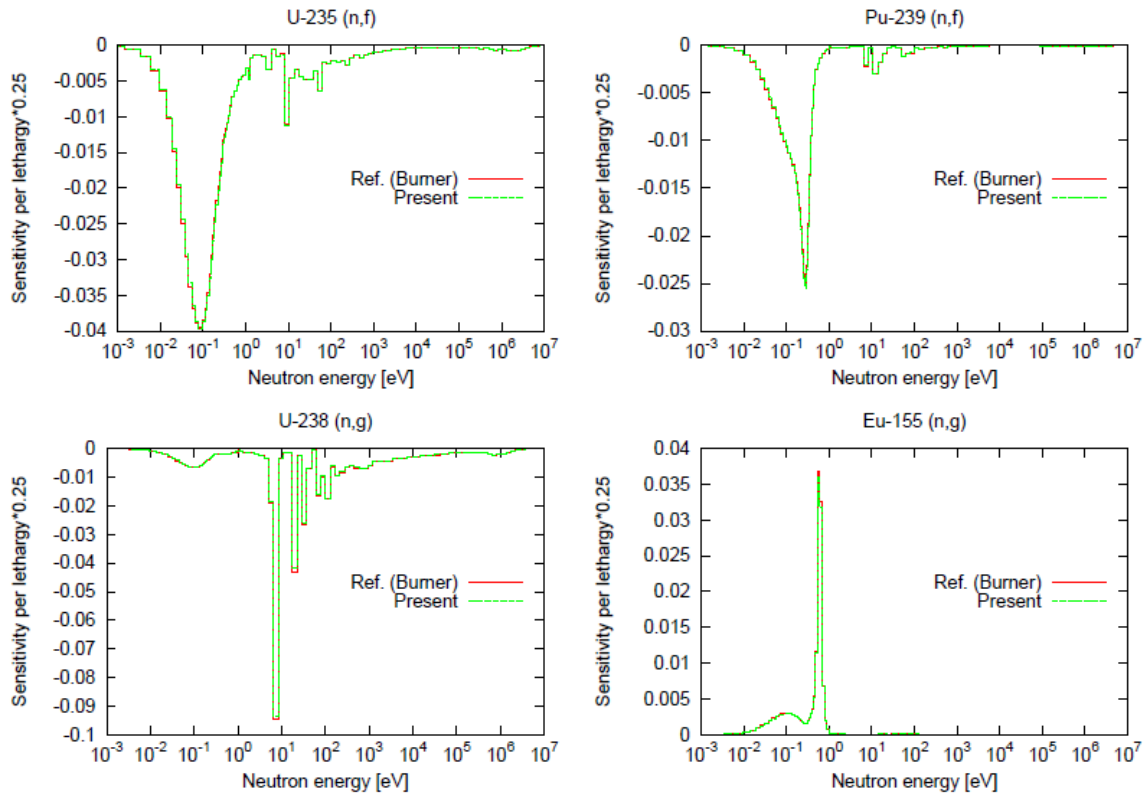 U-235 (n,f)
Sensitivity per lethargy*0.25
0
-0.005
-0.01
-0.015
-0.02
-0.025
-0.03
-0.035
-0.04
Ref. (Burner)
Present
10^-3 10^-2 10^-1 10^0 10^1 10^2 10^3 10^4 10^5 10^6 10^7
Neutron energy [eV]
Pu-239 (n,f)
Sensitivity per lethargy*0.25
0
-0.005
-0.01
-0.015
-0.02
-0.025
-0.03
Ref. (Burner)
Present
10^-3 10^-2 10^-1 10^0 10^1 10^2 10^3 10^4 10^5 10^6 10^7
Neutron energy [eV]
U-238 (n,g)
Sensitivity per lethargy*0.25
0
-0.01
-0.02
-0.03
-0.04
-0.05
-0.06
-0.07
-0.08
-0.09
-0.1
Ref. (Burner)
Present
10^-3 10^-2 10^-1 10^0 10^1 10^2 10^3 10^4 10^5 10^6 10^7
Neutron energy [eV]
Eu-155 (n,g)
Sensitivity per lethargy*0.25
0.04
0.035
0.03
0.025
0.02
0.015
0.01
0.005
0
Ref. (Burner)
Present
10^-3 10^-2 10^-1 10^0 10^1 10^2 10^3 10^4 10^5 10^6 10^7
Neutron energy [eV]